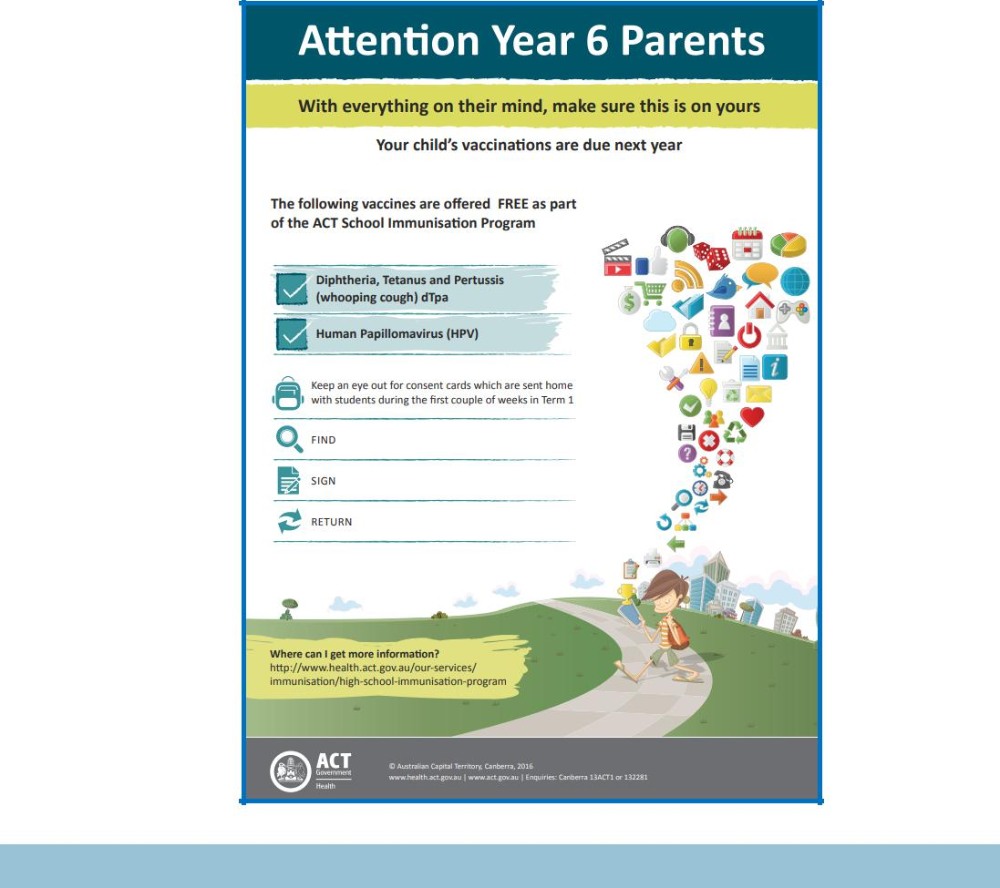 Attention Year 6 Parents
With everything on their mind, make sure this is on yours
Your child's vaccinations are due next year
The following vaccines are offered  FREE as part
of the ACT School Immunisation Program
Diphtheria, Tetanus and Pertussis
(whooping cough) dTpa
Human Papillomavirus (HPV)
Keep an eye out for consent cards which are sent home
with students during the first couple of weeks in Term 1
FIND
SIGN
RETURN
Where can I get more information?
http://www.health.act.gov.au/our-services/
immunisation/high-school-immunisation-program
ACT
Government
Health
© Australian Capital Territory, Canberra, 2016
www.health.act.gov.au | www.act.gov.au | Enquiries: Canberra 13ACT1 or 132281